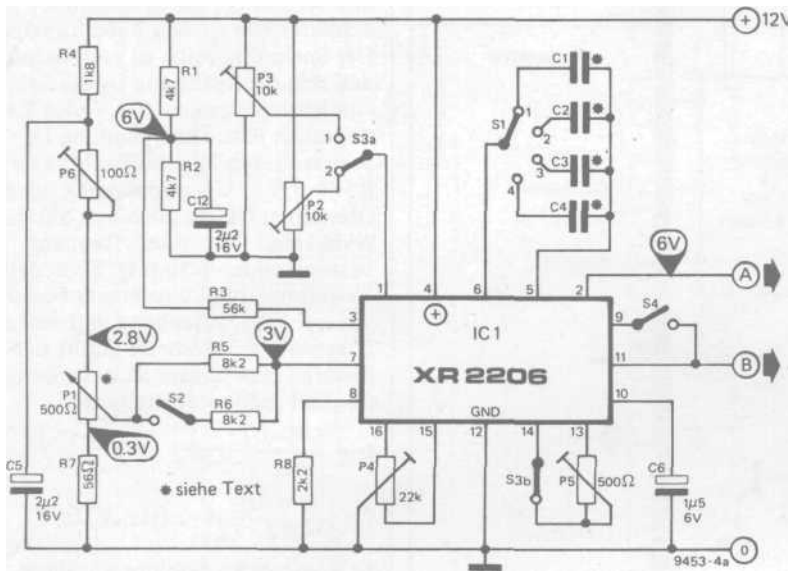 + 12V
R4
1k8
R1
4k7
P3
10k
C1 *
C2 *
C3 *
C4 *
S1
1
2
3
4
6V
P6
100Ω
R2
4k7
C12
2µ2
16V
P2
10k
1
2
S3a
6V
A
1
4
6
5
2
R3
56k
3
IC1
+
9
S4
2.8V
3V
R5
8k2
7
XR2206
11
B
P1
500Ω
*
S2
R6
8k2
8
GND
10
16
15
12
14
13
0.3V
C5
2µ2
16V
R7
56Ω
* siehe Text
R8
2k2
P4
22k
S3b
P5
500Ω
C6
1µ5
6V
0
9453-4a